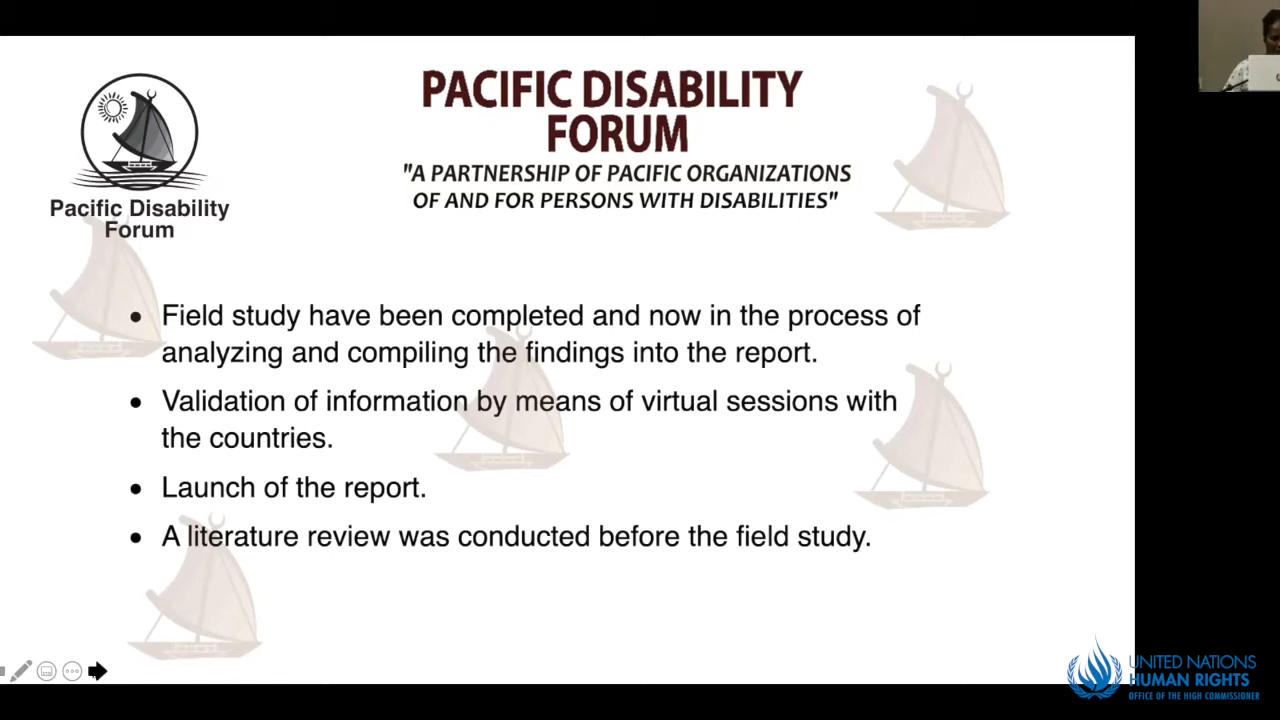 PACIFIC DISABILITY
FORUM
"A PARTNERSHIP OF PACIFIC ORGANIZATIONS
OF AND FOR PERSONS WITH DISABILITIES"
Pacific Disability
Forum
• Field study have been completed and now in the process of
analyzing and compiling the findings into the report.
• Validation of information by means of virtual sessions with
the countries.
• Launch of the report.
• A literature review was conducted before the field study.
UNITED NATIONS
HUMAN RIGHTS
OFFICE OF THE HIGH COMMISSIONER